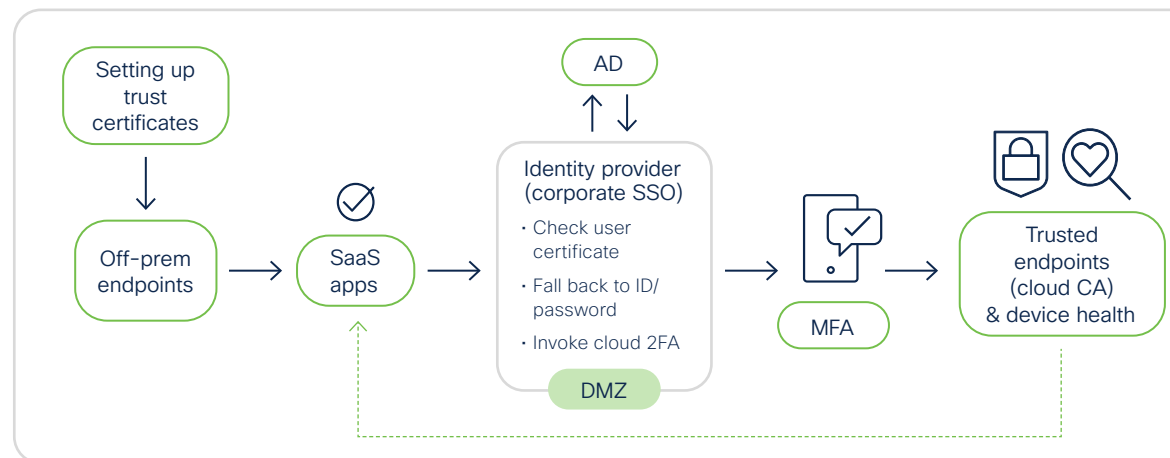 Setting up
trust
certificates
Off-prem
endpoints
SaaS
apps
AD
Identity provider
(corporate SSO)
· Check user
certificate
· Fall back to ID/
password
· Invoke cloud 2FA
DMZ
MFA
Trusted
endpoints
(cloud CA)
& device health